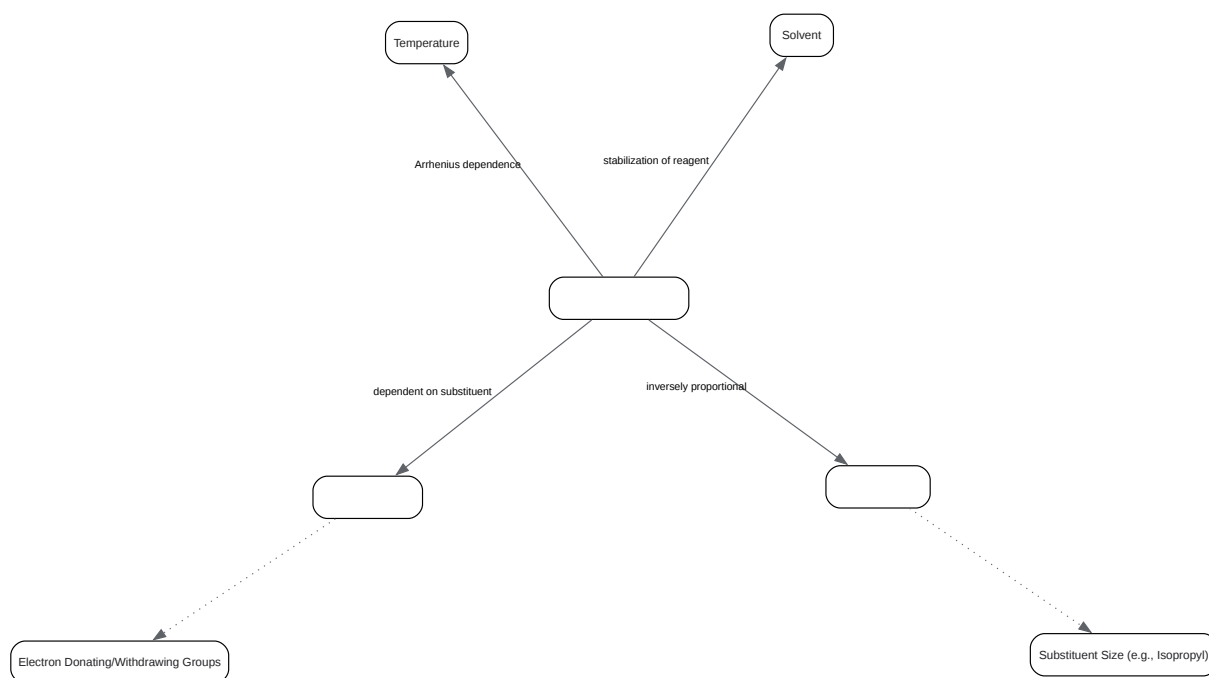 Temperature
Solvent
Arrhenius dependence
stabilization of reagent
dependent on substituent
inversely proportional
Electron Donating/Withdrawing Groups
Substituent Size (e.g., Isopropyl)